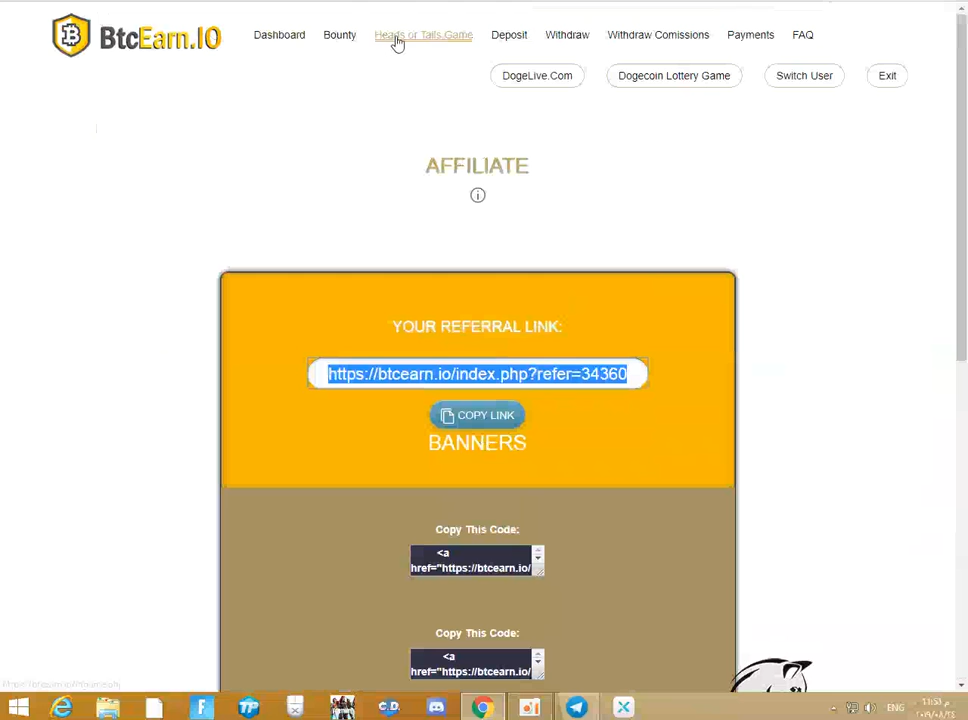 BtcEarn.IO
Dashboard Bounty Heads or Tails Game Deposit Withdraw Withdraw Comissions Payments FAQ
DogeLive.Com Dogecoin Lottery Game Switch User Exit
AFFILIATE
i
YOUR REFERRAL LINK:
https://btcearn.io/index.php?refer=34360
COPY LINK
BANNERS
Copy This Code:
<a
href="https://btcearn.io/
Copy This Code:
<a
href="https://btcearn.io/
F TP C.D. ENG